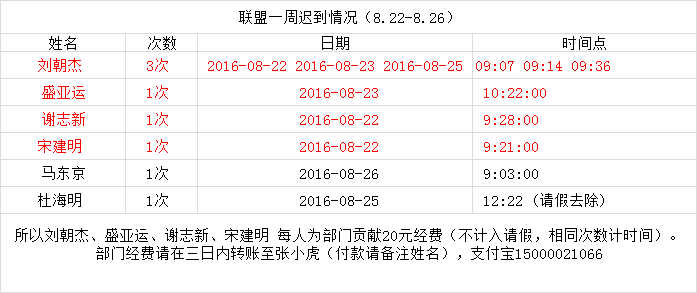 联盟一周迟到情况（8.22-8.26）
姓名 次数 日期 时间点
刘朝杰 3次 2016-08-22 2016-08-23 2016-08-25 09:07 09:14 09:36
盛亚运 1次 2016-08-23 10:22:00
谢志新 1次 2016-08-22 9:28:00
宋建明 1次 2016-08-22 9:21:00
马东京 1次 2016-08-26 9:03:00
杜海明 1次 2016-08-25 12:22（请假去除）
所以刘朝杰、盛亚运、谢志新、宋建明 每人为部门贡献20元经费（不计入请假，相同次数计时间）。
部门经费请在三日内转账至张小虎（付款请备注姓名），支付宝15000021066